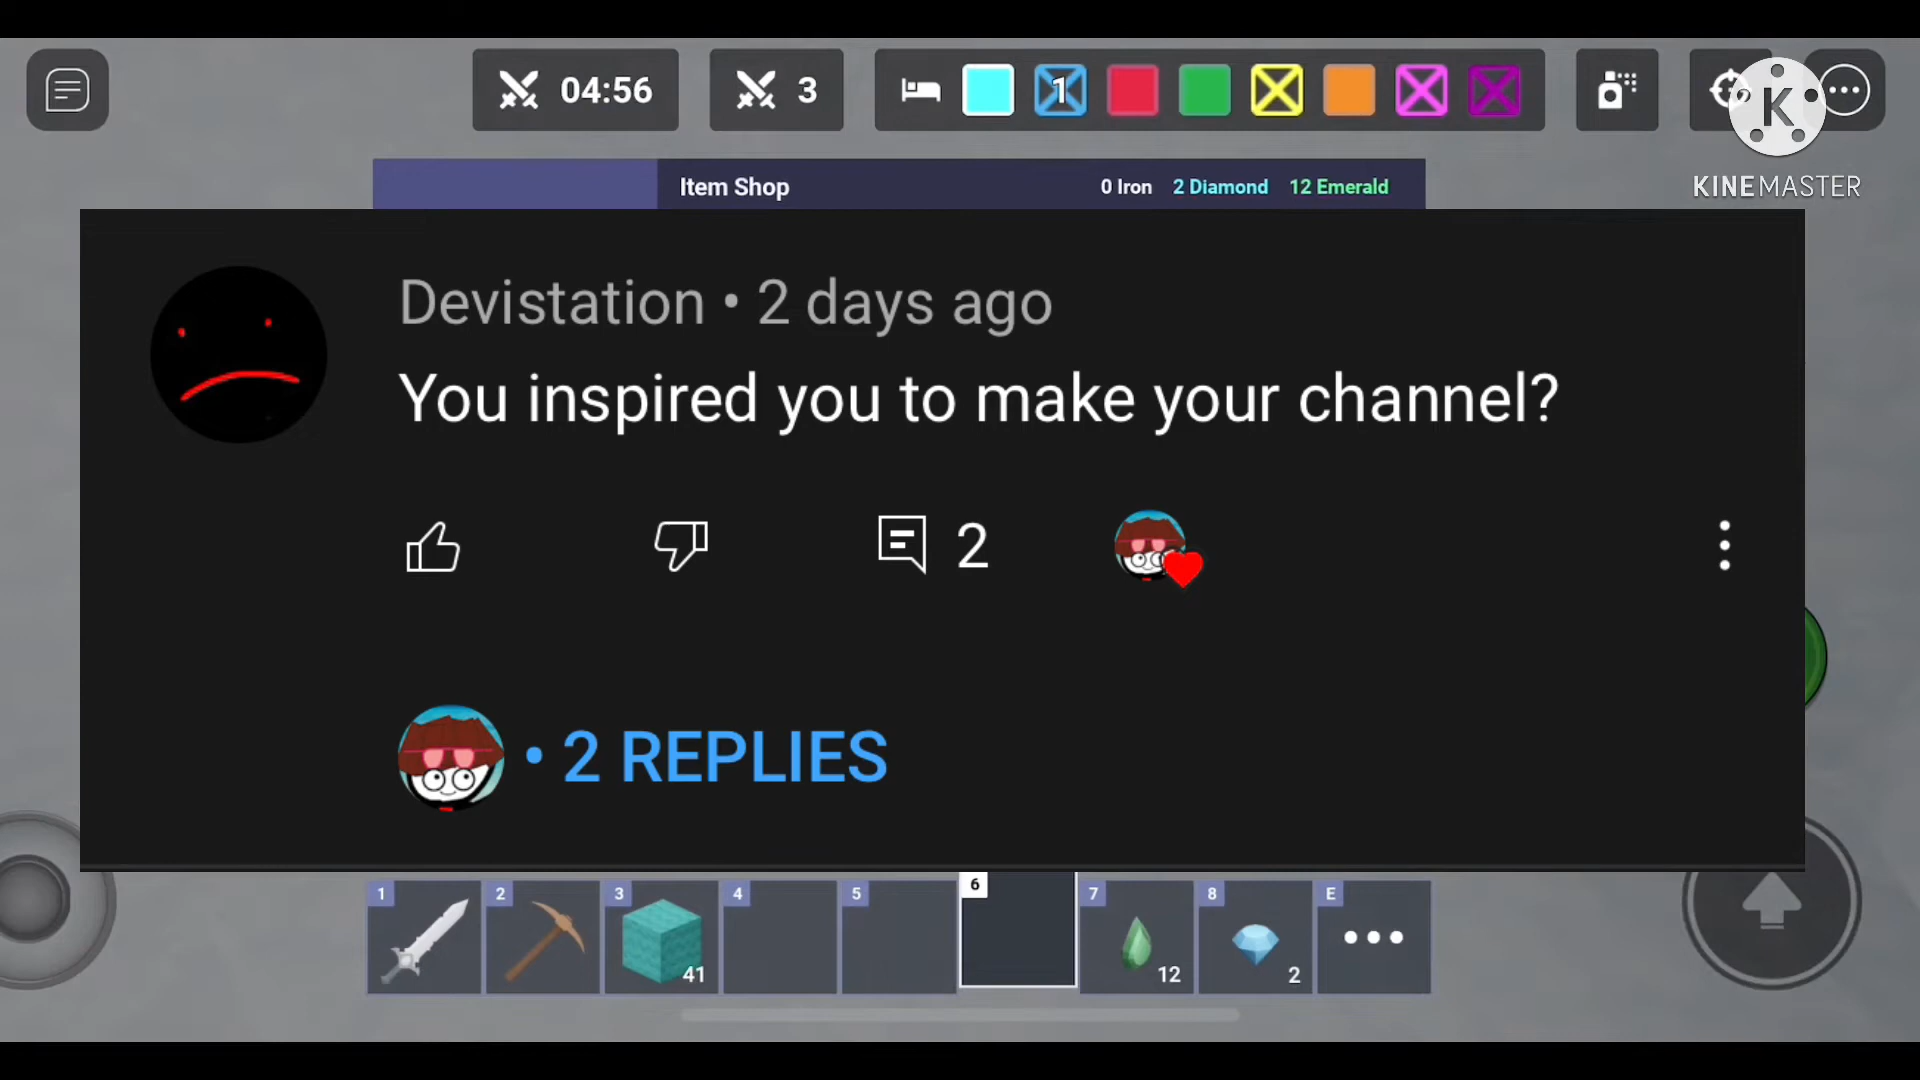 04:56
3
1
KINEMASTER
K
Item Shop
0 Iron 2 Diamond 12 Emerald
Devistation • 2 days ago
You inspired you to make your channel?
2
• 2 REPLIES
1 2 3 4 5 6 7 8 E
41 12 2